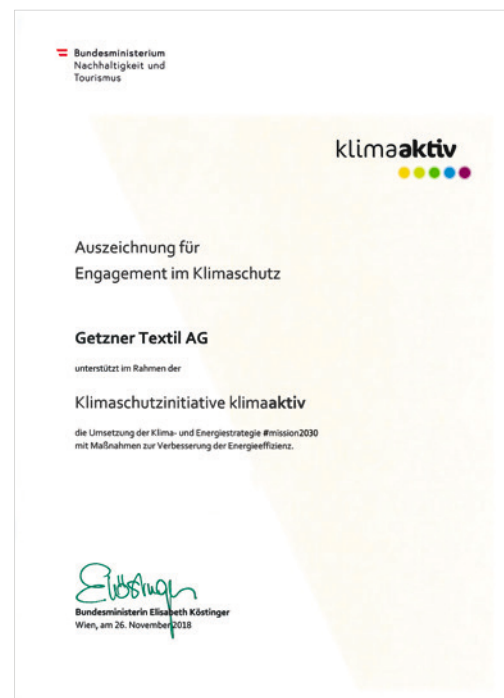 Bundesministerium
Nachhaltigkeit und
Tourismus
klimaaktiv
Auszeichnung für
Engagement im Klimaschutz
Getzner Textil AG
unterstützt im Rahmen der
Klimaschutzinitiative klimaaktiv
die Umsetzung der Klima- und Energiestrategie #mission2030
mit Maßnahmen zur Verbesserung der Energieeffizienz.
EKöstinger
Bundesministerin Elisabeth Köstinger
Wien, am 26. November 2018